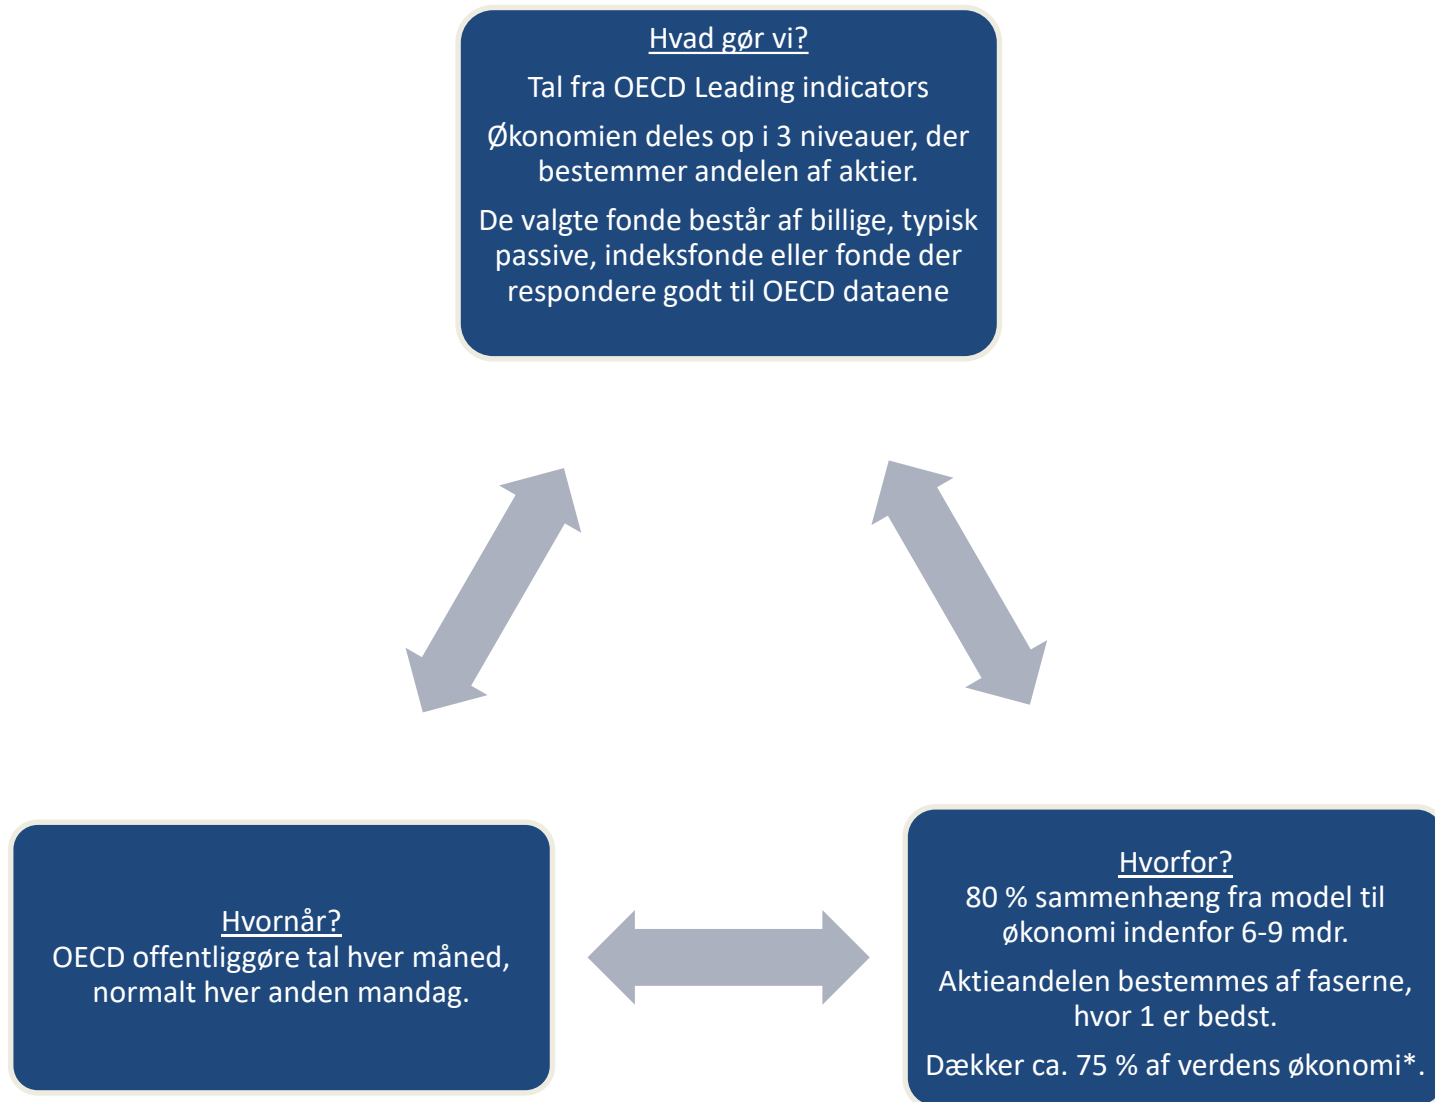 Hvad gør vi?
Tal fra OECD Leading indicators
Økonomien deles op i 3 niveauer, der
bestemmer andelen af aktier.
De valgte fonde består af billige, typisk
passive, indeksfonde eller fonde der
respondere godt til OECD dataene
Hvornår?
OECD offentliggøre tal hver måned,
normalt hver anden mandag.
Hvorfor?
80 % sammenhæng fra model til
økonomi indenfor 6-9 mdr.
Aktieandelen bestemmes af faserne,
hvor 1 er bedst.
Dækker ca. 75 % af verdens økonomi*.